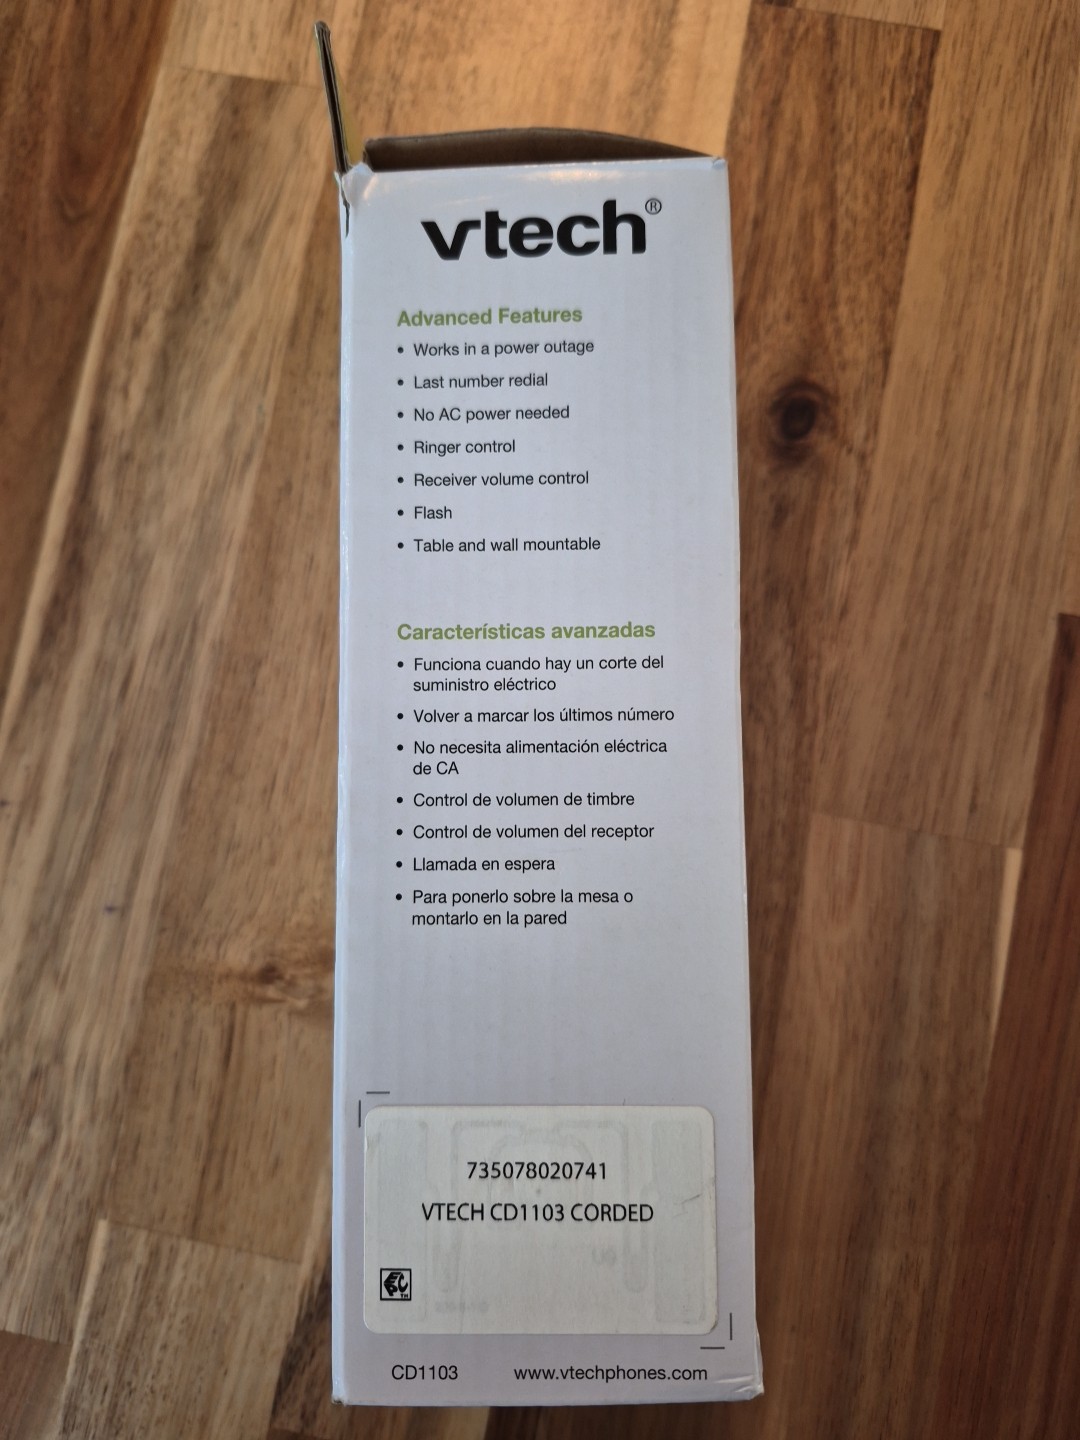 vtech®
Advanced Features
• Works in a power outage
• Last number redial
• No AC power needed
• Ringer control
• Receiver volume control
• Flash
• Table and wall mountable
Características avanzadas
• Funciona cuando hay un corte del
suministro eléctrico
• Volver a marcar los últimos número
• No necesita alimentación eléctrica
de CA
• Control de volumen de timbre
• Control de volumen del receptor
• Llamada en espera
• Para ponerlo sobre la mesa o
montarlo en la pared
735078020741
VTECH CD1103 CORDED
EPC™
CD1103 www.vtechphones.com